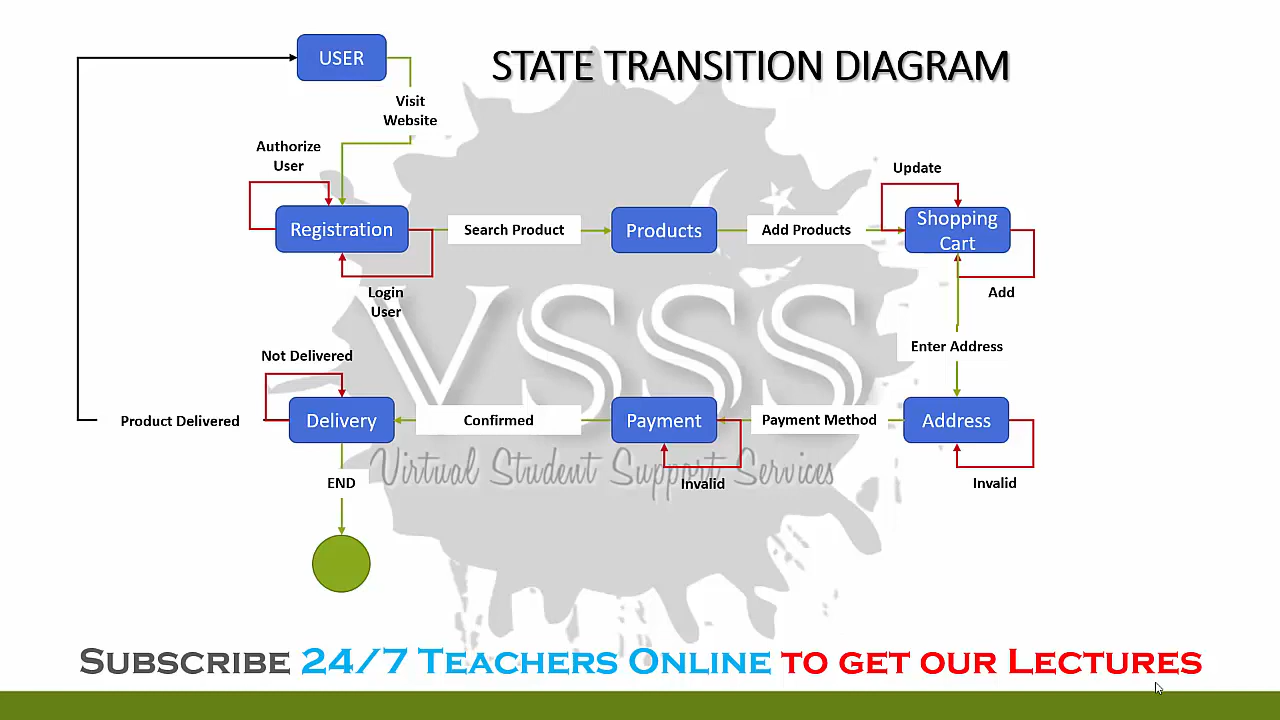 USER
STATE TRANSITION DIAGRAM
Visit
Website
Authorize
User
Update
Registration
Search Product
Products
Add Products
Shopping
Cart
Login
User
Add
VSSS
Enter Address
Not Delivered
Product Delivered
Delivery
Confirmed
Payment
Payment Method
Address
Virtual Student Support Services
END
Invalid
Invalid
Subscribe 24/7 Teachers Online to get our Lectures